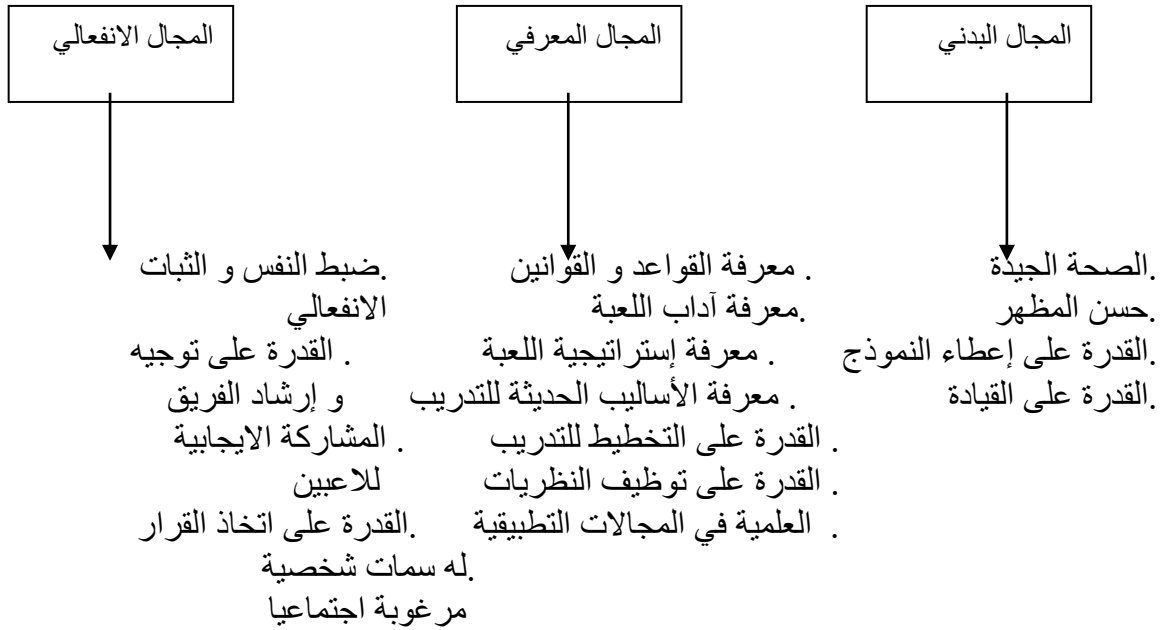 المجال البدني
المجال المعرفي
المجال الانفعالي
.الصحة الجيدة
.حسن المظهر
.القدرة على إعطاء النموذج
.القدرة على القيادة
. معرفة القواعد و القوانين
.معرفة آداب اللعبة
. معرفة إستراتيجية اللعبة
. معرفة الأساليب الحديثة للتدريب
. القدرة على التخطيط للتدريب
. القدرة على توظيف النظريات
. العلمية في المجالات التطبيقية
.ضبط النفس و الثبات
الانفعالي
. القدرة على توجيه
و إرشاد الفريق
. المشاركة الايجابية
للاعبين
.القدرة على اتخاذ القرار
.له سمات شخصية
مرغوبة اجتماعيا